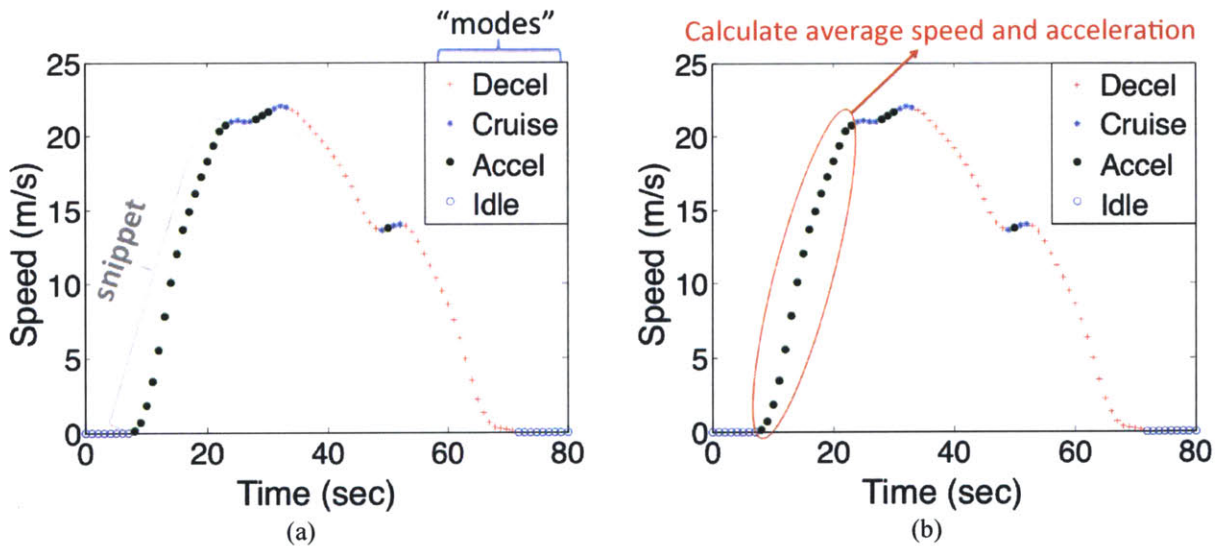 “modes”
25
20
15
10
5
0
Speed (m/s)
snippet
Decel
Cruise
Accel
Idle
0 20 40 60 80
Time (sec)
(a)
Calculate average speed and acceleration
25
20
15
10
5
0
Speed (m/s)
Decel
Cruise
Accel
Idle
0 20 40 60 80
Time (sec)
(b)